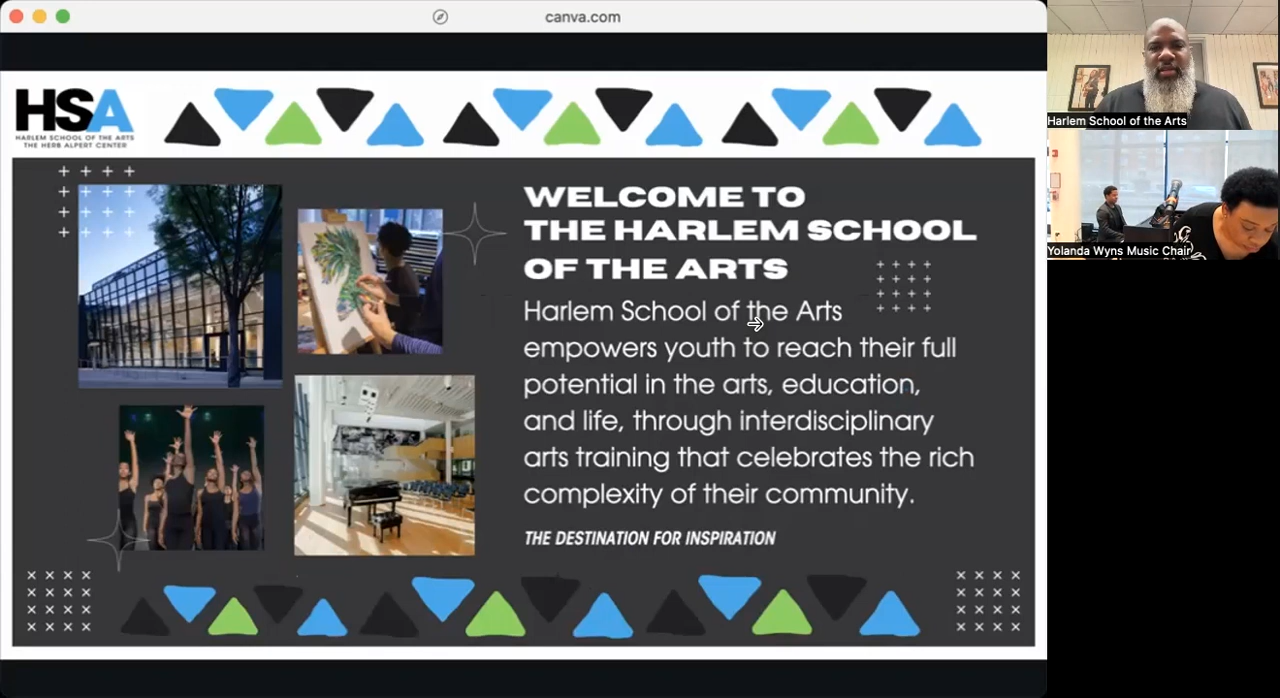 canva.com
HSA
HARLEM SCHOOL OF THE ARTS
THE HERB ALPERT CENTER
WELCOME TO
THE HARLEM SCHOOL
OF THE ARTS
Harlem School of the Arts
empowers youth to reach their full
potential in the arts, education,
and life, through interdisciplinary
arts training that celebrates the rich
complexity of their community.
THE DESTINATION FOR INSPIRATION
Harlem School of the Arts
Yolanda Wyns Music Chair